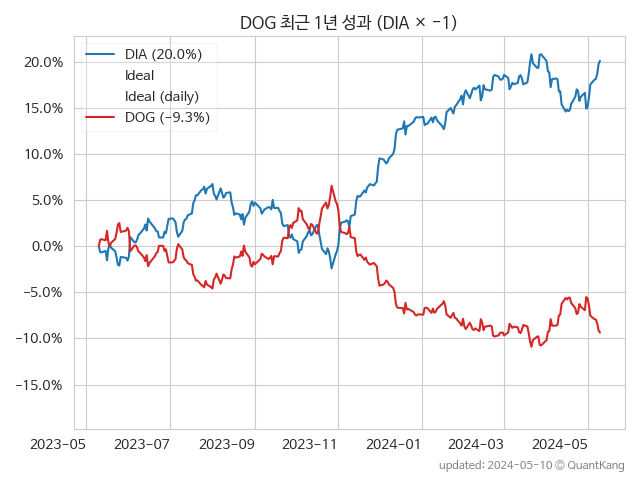 DOG 최근 1년 성과 (DIA × −1)
DIA (20.0%)
Ideal
Ideal (daily)
DOG (−9.3%)
20.0%
15.0%
10.0%
5.0%
0.0%
−5.0%
−10.0%
−15.0%
2023-05 2023-07 2023-09 2023-11 2024-01 2024-03 2024-05
updated: 2024-05-10 © QuantKang